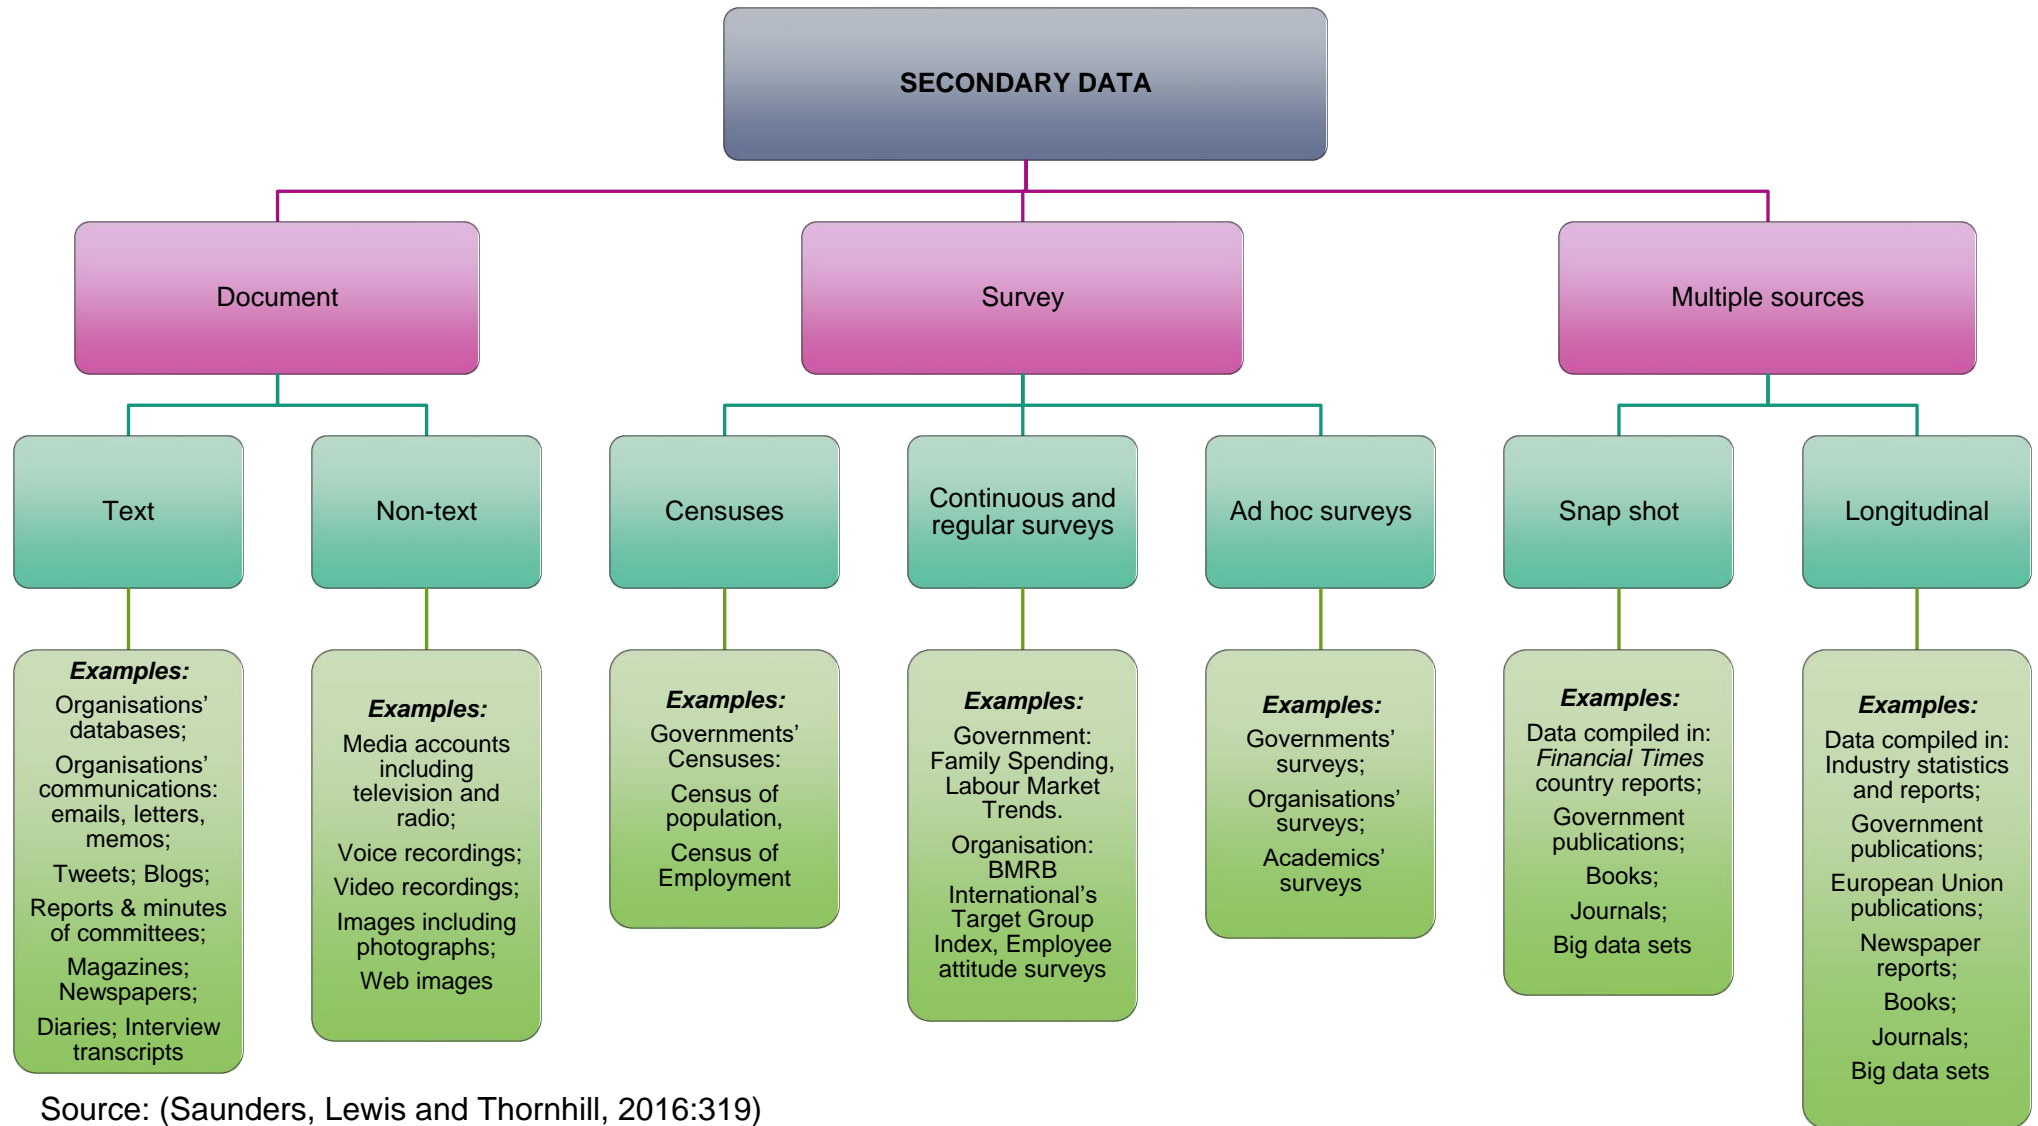 SECONDARY DATA
Document
Survey
Multiple sources
Text
Non-text
Censuses
Continuous and
regular surveys
Ad hoc surveys
Snap shot
Longitudinal
Examples:
Organisations’
databases;
Organisations’
communications:
emails, letters,
memos;
Tweets; Blogs;
Reports & minutes
of committees;
Magazines;
Newspapers;
Diaries; Interview
transcripts
Examples:
Media accounts
including
television and
radio;
Voice recordings;
Video recordings;
Images including
photographs;
Web images
Examples:
Governments’
Censuses:
Census of
population,
Census of
Employment
Examples:
Government:
Family Spending,
Labour Market
Trends.
Organisation:
BMRB
International’s
Target Group
Index, Employee
attitude surveys
Examples:
Governments’
surveys;
Organisations’
surveys;
Academics’
surveys
Examples:
Data compiled in:
Financial Times
country reports;
Government
publications;
Books;
Journals;
Big data sets
Examples:
Data compiled in:
Industry statistics
and reports;
Government
publications;
European Union
publications;
Newspaper
reports;
Books;
Journals;
Big data sets
Source: (Saunders, Lewis and Thornhill, 2016:319)